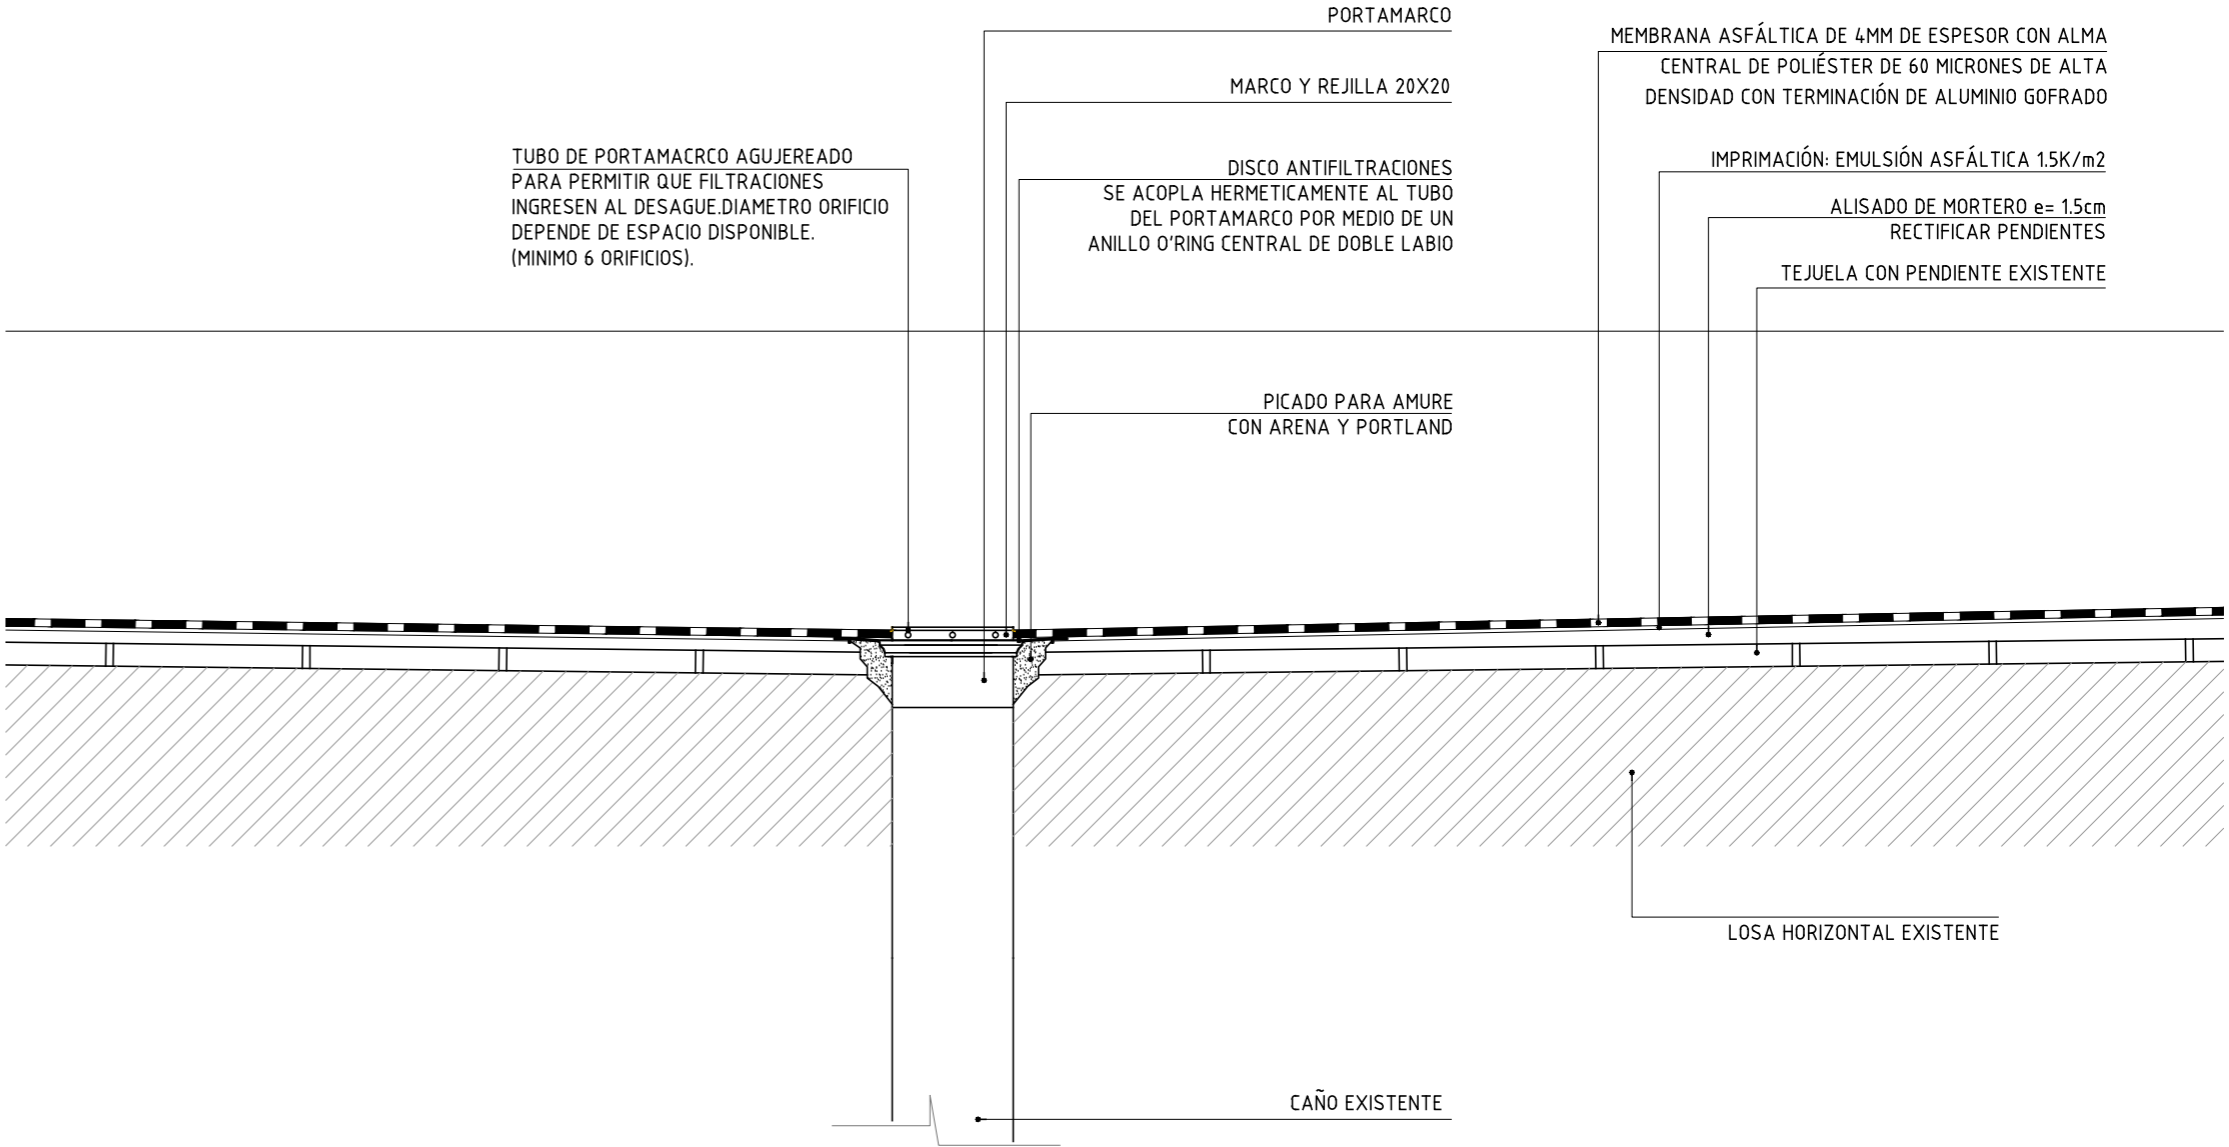 PORTAMARCO
MARCO Y REJILLA 20X20
TUBO DE PORTAMACRCO AGUJEREADO
PARA PERMITIR QUE FILTRACIONES
INGRESEN AL DESAGUE.DIAMETRO ORIFICIO
DEPENDE DE ESPACIO DISPONIBLE.
(MINIMO 6 ORIFICIOS).
DISCO ANTIFILTRACIONES
SE ACOPLA HERMETICAMENTE AL TUBO
DEL PORTAMARCO POR MEDIO DE UN
ANILLO O'RING CENTRAL DE DOBLE LABIO
PICADO PARA AMURE
CON ARENA Y PORTLAND
MEMBRANA ASFÁLTICA DE 4MM DE ESPESOR CON ALMA
CENTRAL DE POLIÉSTER DE 60 MICRONES DE ALTA
DENSIDAD CON TERMINACIÓN DE ALUMINIO GOFRADO
IMPRIMACIÓN: EMULSIÓN ASFÁLTICA 1.5K/m2
ALISADO DE MORTERO e= 1.5cm
RECTIFICAR PENDIENTES
TEJUELA CON PENDIENTE EXISTENTE
LOSA HORIZONTAL EXISTENTE
CAÑO EXISTENTE